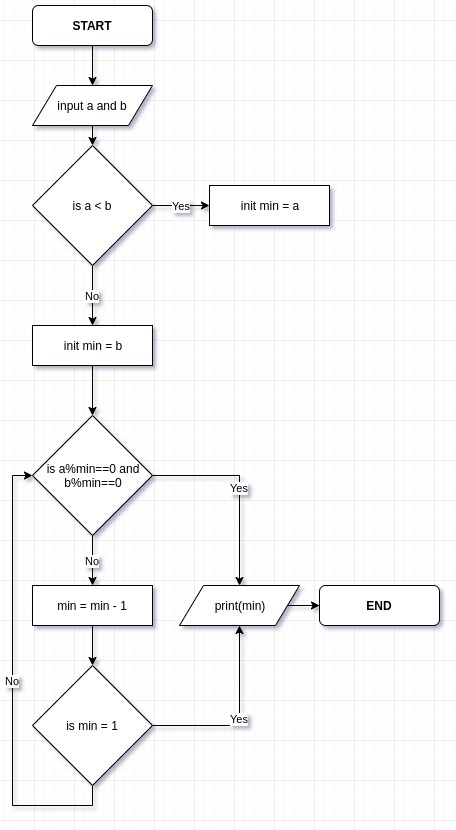 START
input a and b
is a < b
Yes
init min = a
No
init min = b
is a%min==0 and
b%min==0
Yes
No
min = min - 1
print(min)
END
No
is min = 1
Yes